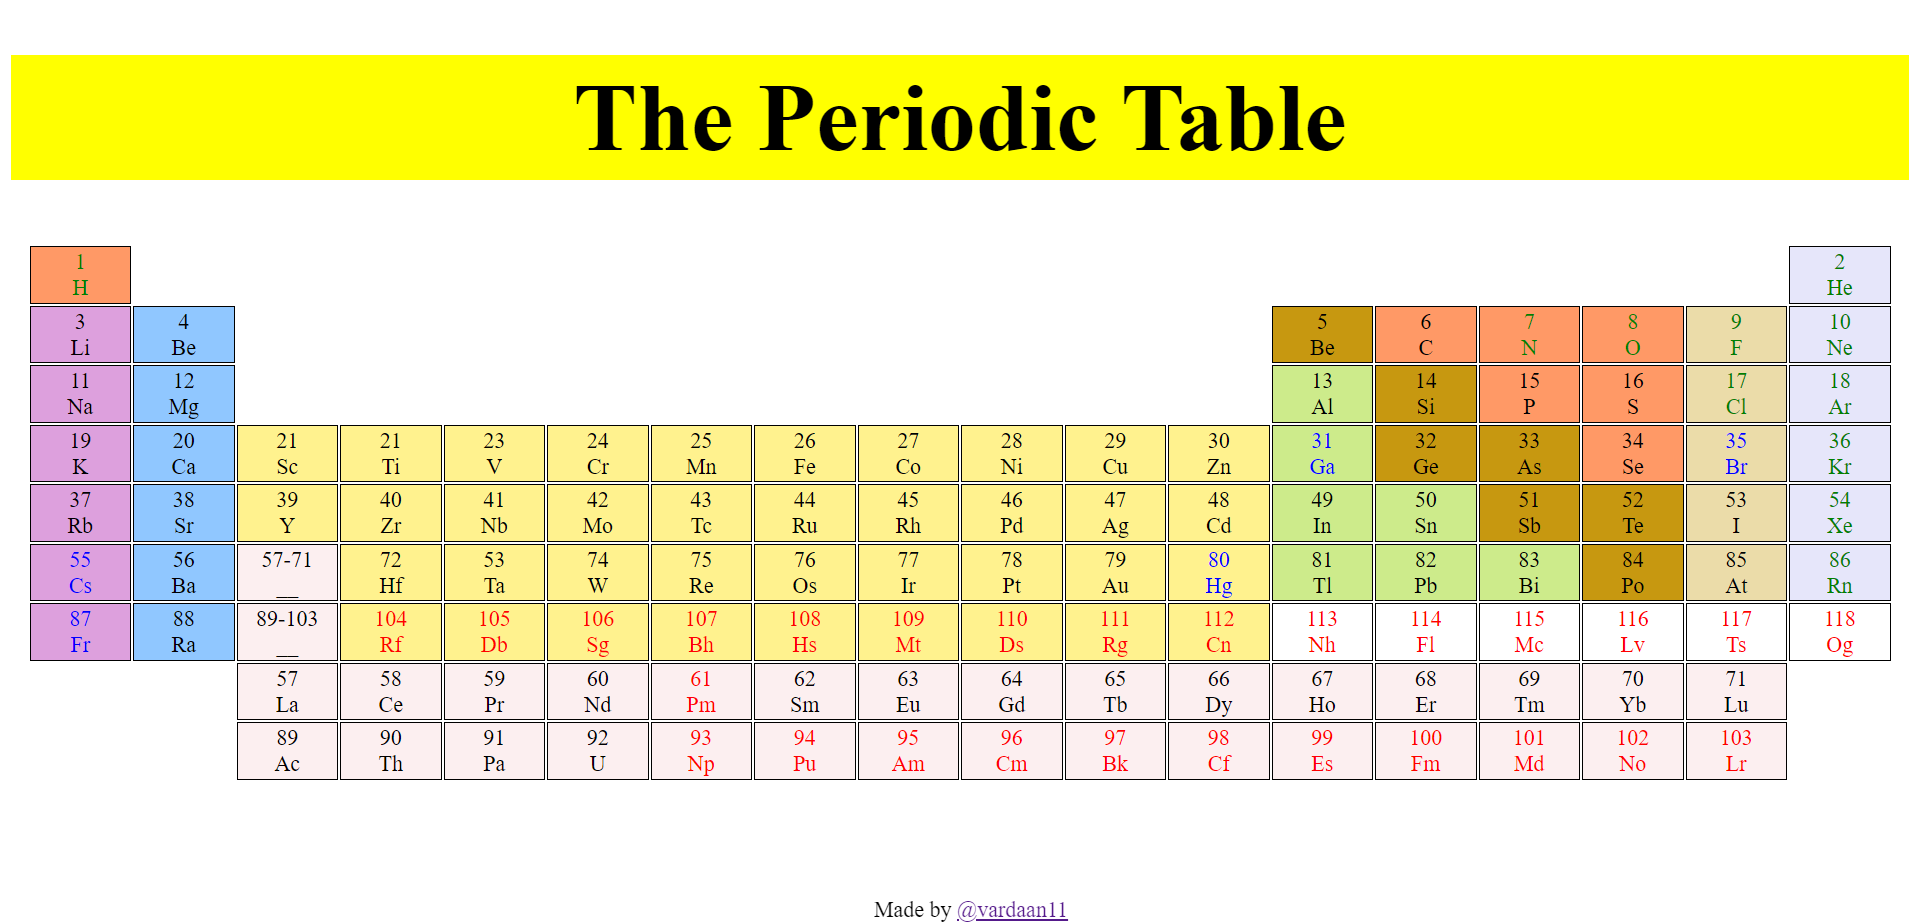 The Periodic Table
1 2
H He
3 4 5 6 7 8 9 10
Li Be Be C N O F Ne
11 12 13 14 15 16 17 18
Na Mg Al Si P S Cl Ar
19 20 21 21 23 24 25 26 27 28 29 30 31 32 33 34 35 36
K Ca Sc Ti V Cr Mn Fe Co Ni Cu Zn Ga Ge As Se Br Kr
37 38 39 40 41 42 43 44 45 46 47 48 49 50 51 52 53 54
Rb Sr Y Zr Nb Mo Tc Ru Rh Pd Ag Cd In Sn Sb Te I Xe
55 56 57-71 72 53 74 75 76 77 78 79 80 81 82 83 84 85 86
Cs Ba __ Hf Ta W Re Os Ir Pt Au Hg Tl Pb Bi Po At Rn
87 88 89-103 104 105 106 107 108 109 110 111 112 113 114 115 116 117 118
Fr Ra __ Rf Db Sg Bh Hs Mt Ds Rg Cn Nh Fl Mc Lv Ts Og
57 58 59 60 61 62 63 64 65 66 67 68 69 70 71
La Ce Pr Nd Pm Sm Eu Gd Tb Dy Ho Er Tm Yb Lu
89 90 91 92 93 94 95 96 97 98 99 100 101 102 103
Ac Th Pa U Np Pu Am Cm Bk Cf Es Fm Md No Lr
Made by @vardaan11